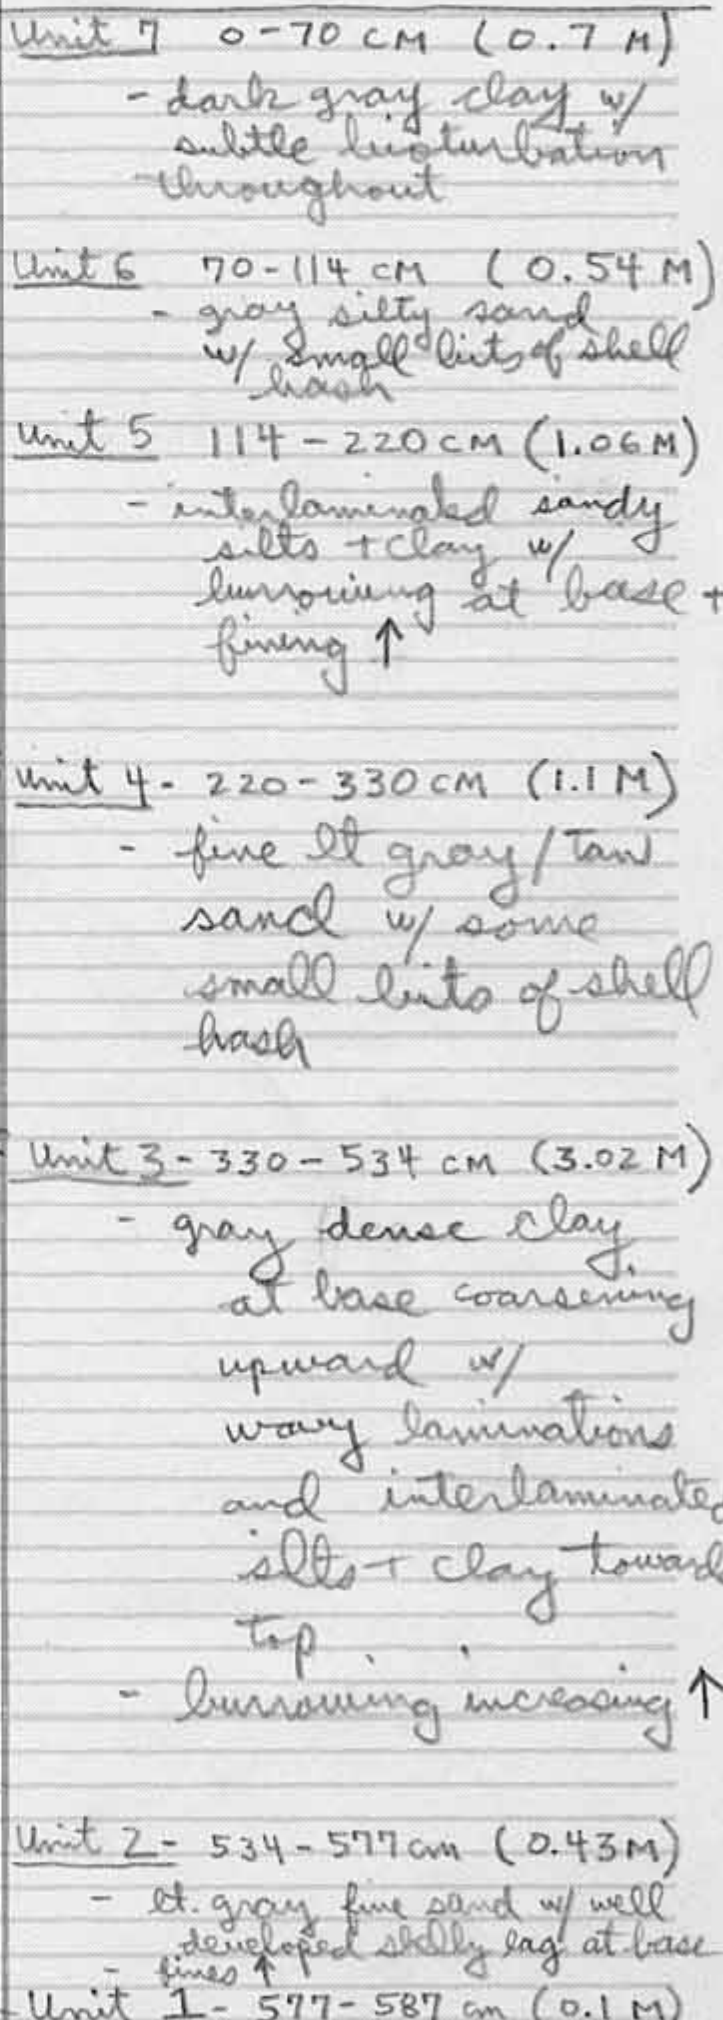 Unit 7 0-70 CM (0.7 M)
- dark gray clay w/
subtle bioturbation
throughout
Unit 6 70-114 CM (0.54 M)
- gray silty sand
w/ small bits of shell
hash
Unit 5 114-220 CM (1.06 M)
- interlaminated sandy
silts + clay w/
burrowing at base +
fining ↑
Unit 4- 220-330 CM (1.1 M)
- fine lt gray/Tan
sand w/ some
small bits of shell
hash
Unit 3- 330-534 CM (3.02 M)
- gray dense clay
at base coarsening
upward w/
wavy laminations
and interlaminated
silts + clay toward
top
- burrowing increasing ↑
Unit 2- 534-577 cm (0.43 M)
- lt. gray fine sand w/ well
developed shelly lag at base
- fines ↑
Unit 1- 577-587 cm (0.1 M)